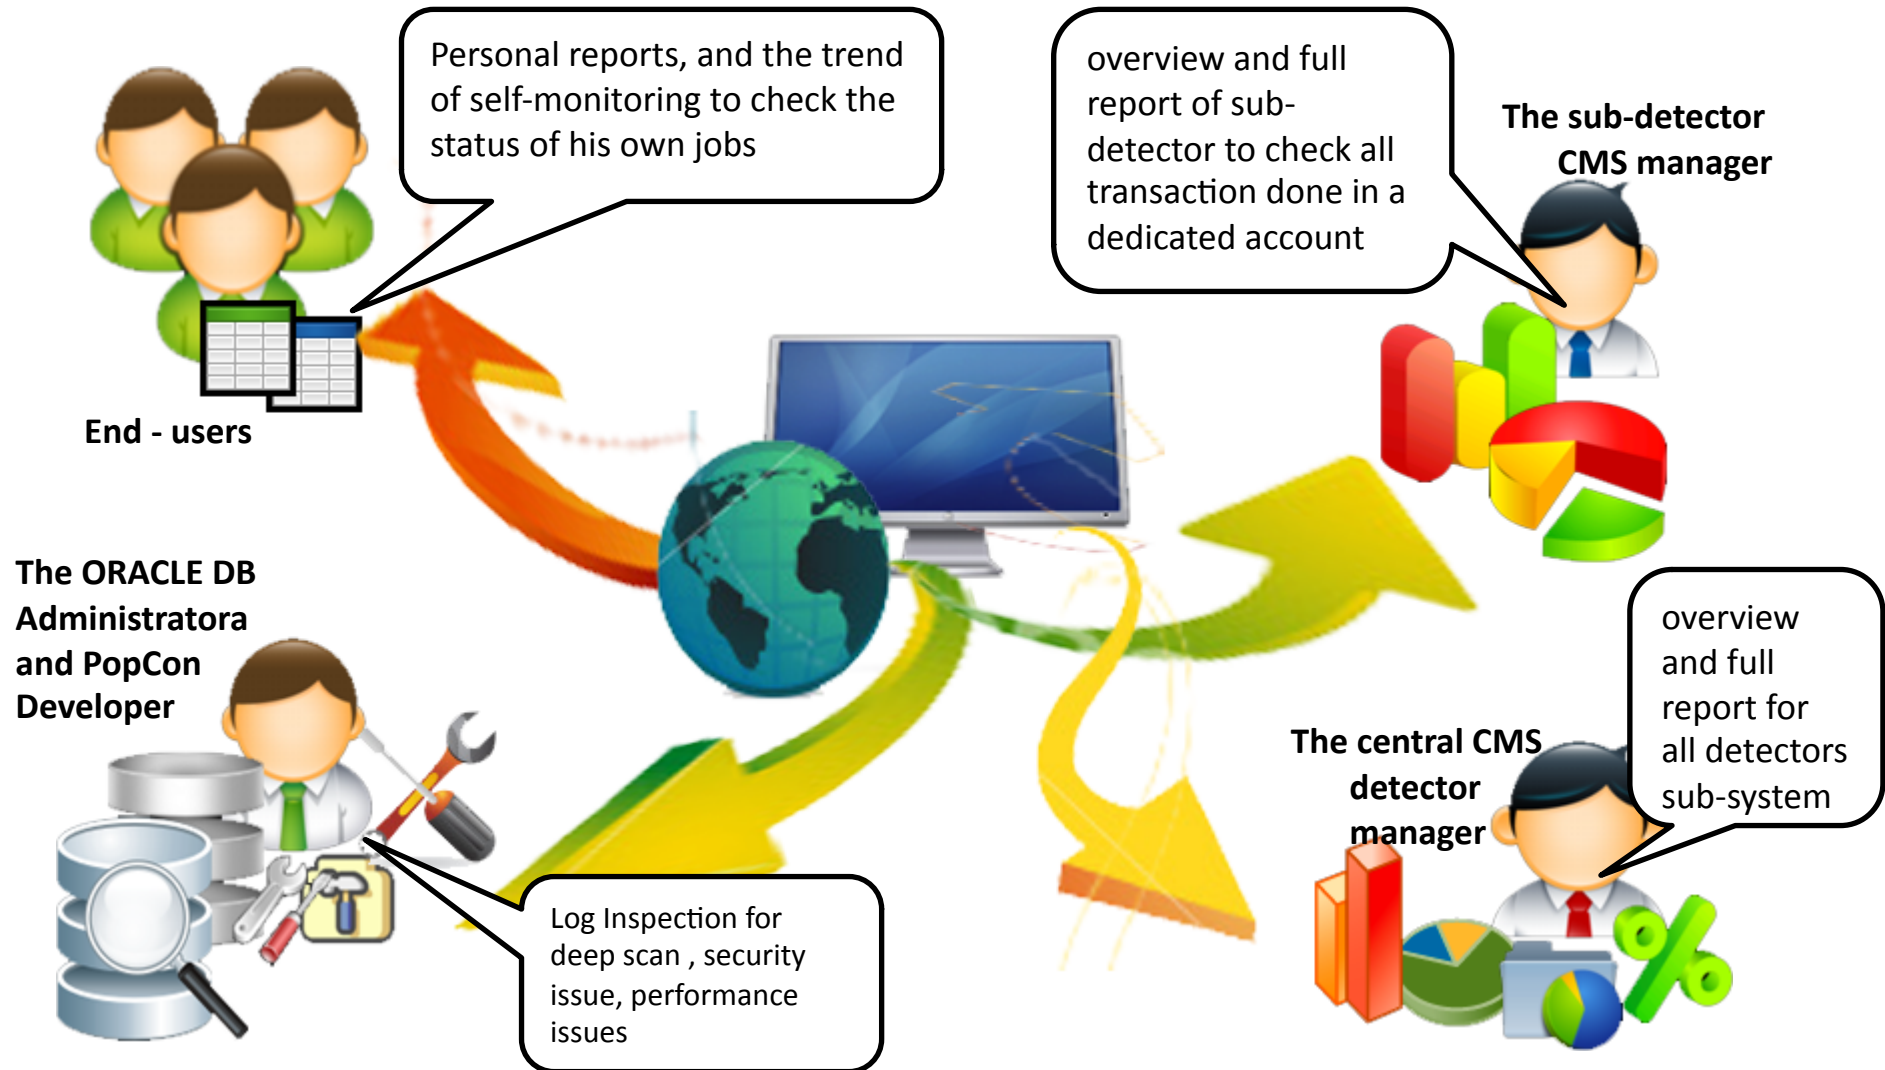 Personal reports, and the trend
of self-monitoring to check the
status of his own jobs
End - users
overview and full
report of sub-
detector to check all
transaction done in a
dedicated account
The sub-detector
CMS manager
The ORACLE DB
Administratora
and PopCon
Developer
Log Inspection for
deep scan , security
issue, performance
issues
The central CMS
detector
manager
overview
and full
report for
all detectors
sub-system